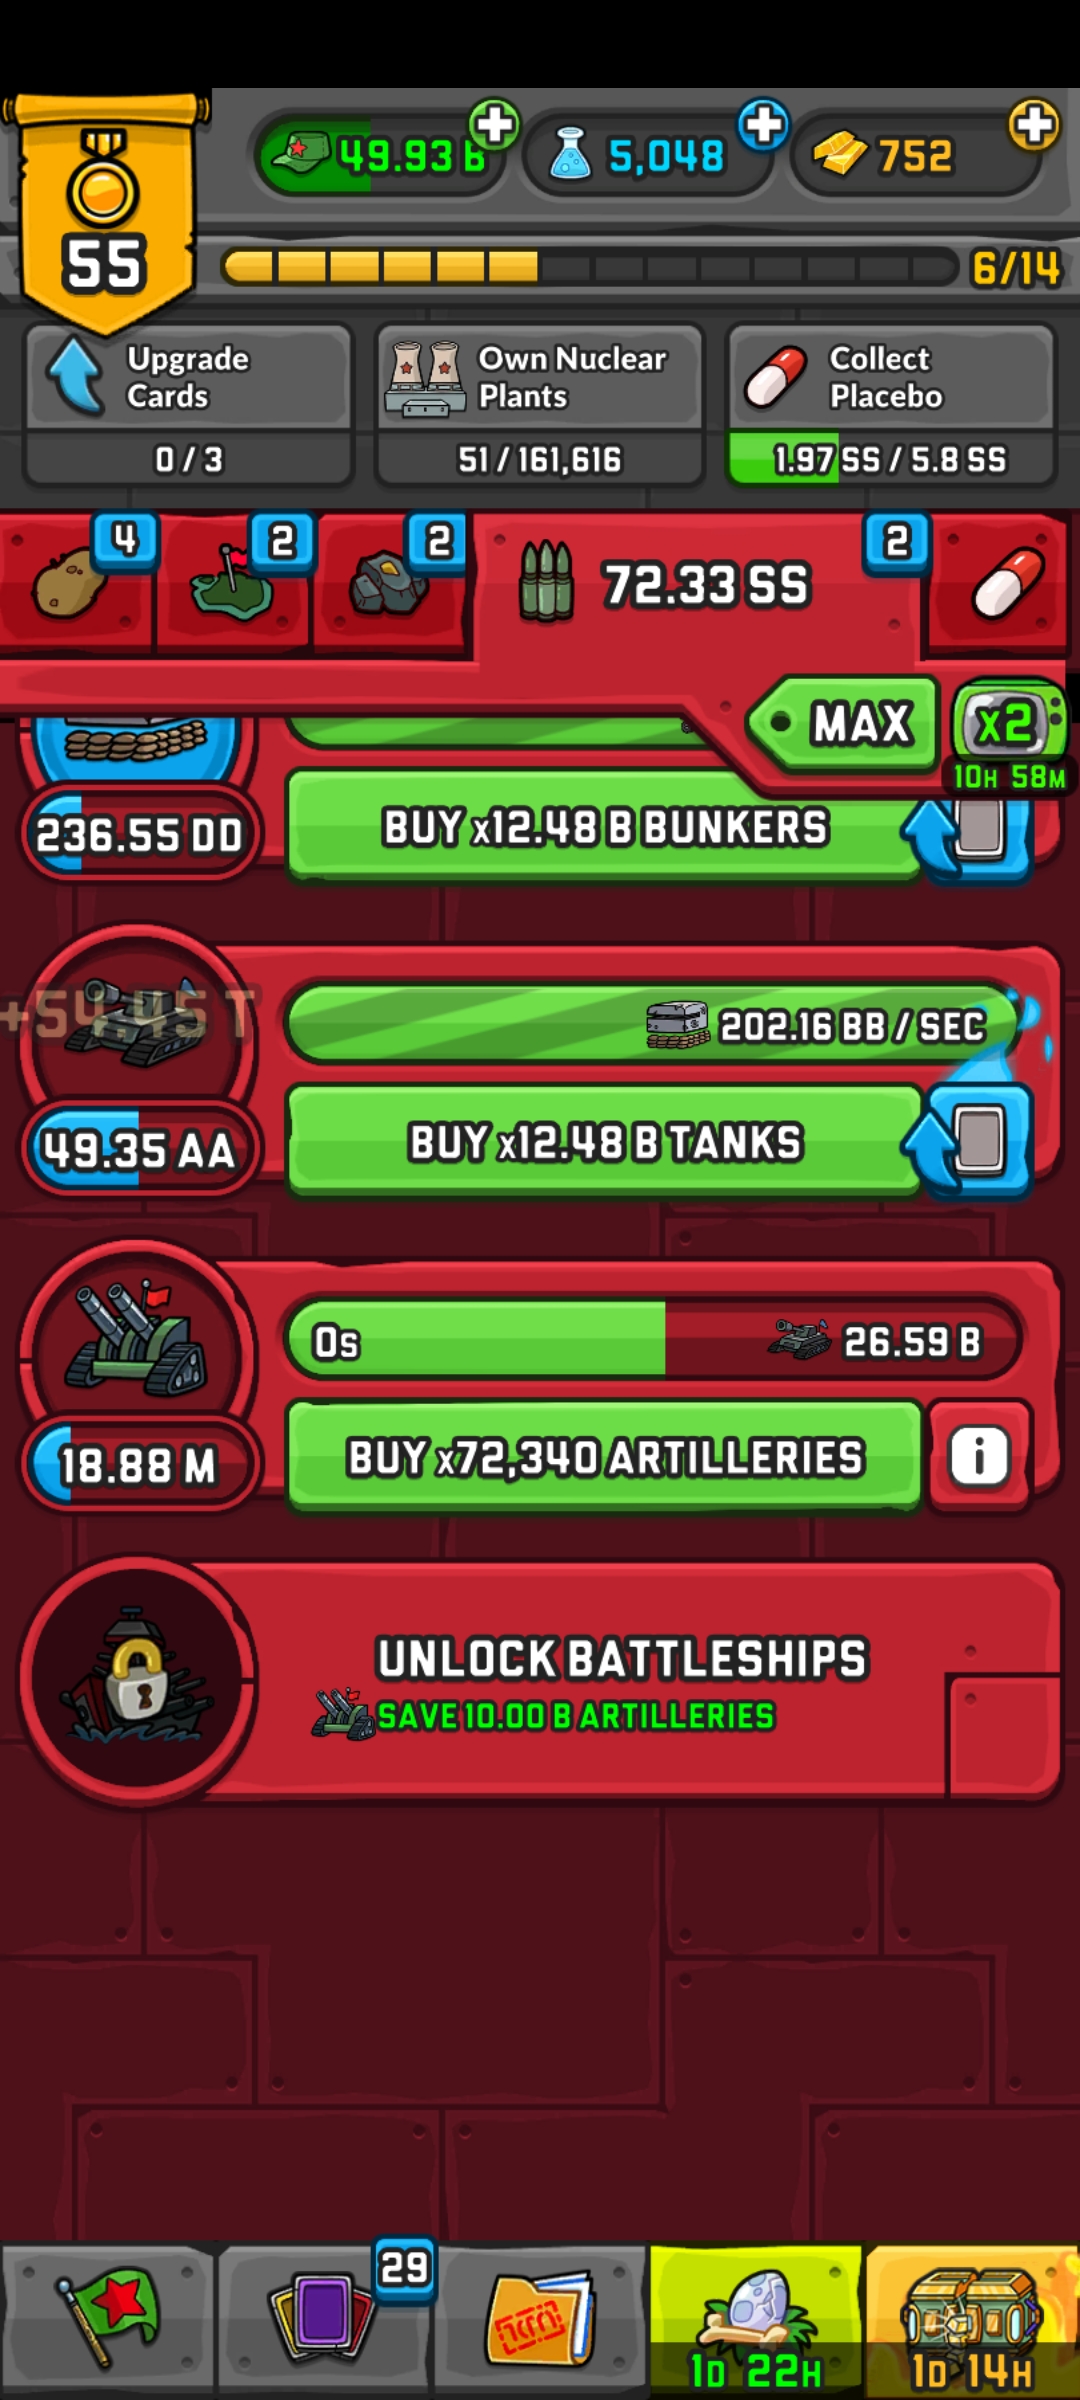 55
49.93 B
5,048
752
6/14
Upgrade
Cards
0 / 3
Own Nuclear
Plants
51 / 161,616
Collect
Placebo
1.97 SS / 5.8 SS
4
2
2
72.33 SS
2
MAX
x2
10H 58M
236.55 DD
BUY x12.48 B BUNKERS
+54.45 T
202.16 BB / SEC
49.35 AA
BUY x12.48 B TANKS
0s
26.59 B
18.88 M
BUY x72,340 ARTILLERIES
i
UNLOCK BATTLESHIPS
SAVE 10.00 B ARTILLERIES
29
1D 22H
1D 14H